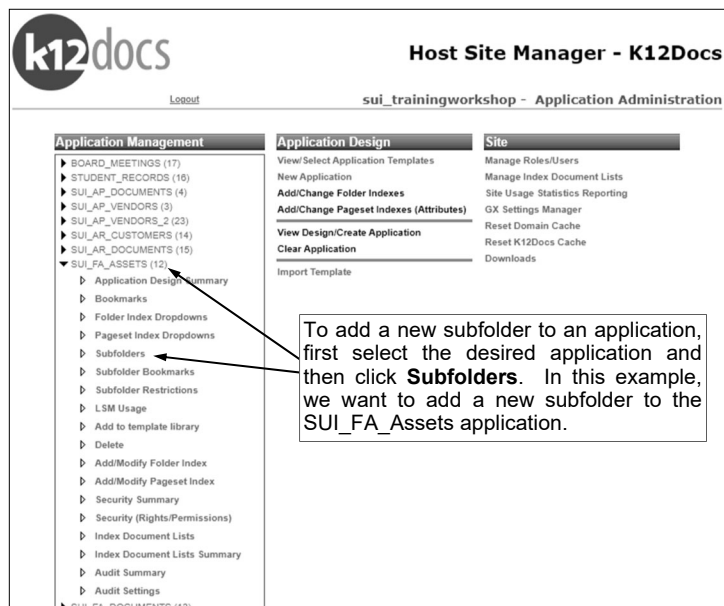 k12docs
Host Site Manager - K12Docs
Logout
sui_trainingworkshop - Application Administration
Application Management
BOARD_MEETINGS (17)
STUDENT_RECORDS (16)
SUI_AP_DOCUMENTS (4)
SUI_AP_VENDORS (3)
SUI_AP_VENDORS_2 (23)
SUI_AR_CUSTOMERS (14)
SUI_AR_DOCUMENTS (15)
SUI_FA_ASSETS (12)
Application Design Summary
Bookmarks
Folder Index Dropdowns
Pageset Index Dropdowns
Subfolders
Subfolder Bookmarks
Subfolder Restrictions
LSM Usage
Add to template library
Delete
Add/Modify Folder Index
Add/Modify Pageset Index
Security Summary
Security (Rights/Permissions)
Index Document Lists
Index Document Lists Summary
Audit Summary
Audit Settings
Application Design
View/Select Application Templates
New Application
Add/Change Folder Indexes
Add/Change Pageset Indexes (Attributes)
View Design/Create Application
Clear Application
Import Template
Site
Manage Roles/Users
Manage Index Document Lists
Site Usage Statistics Reporting
GX Settings Manager
Reset Domain Cache
Reset K12Docs Cache
Downloads
To add a new subfolder to an application,
first select the desired application and
then click Subfolders. In this example,
we want to add a new subfolder to the
SUI_FA_Assets application.